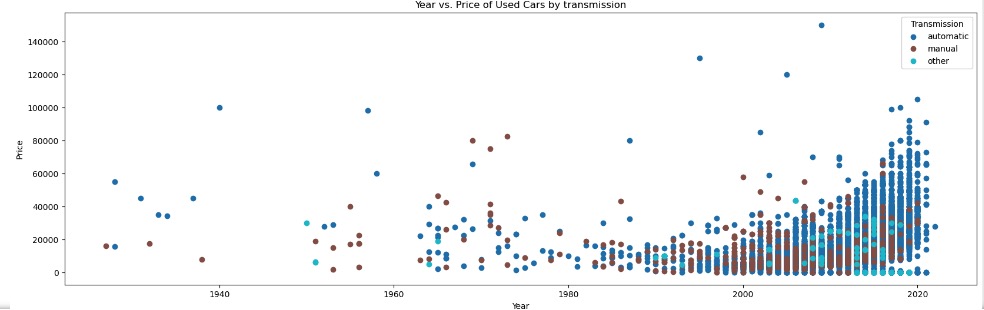 Year vs. Price of Used Cars by transmission
Transmission
automatic
manual
other
140000
120000
100000
80000
60000
40000
20000
0
Price
1940
1960
1980
2000
2020
Year